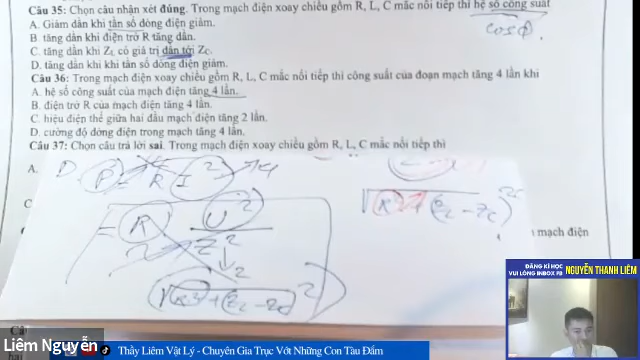 Câu 35: Chọn câu nhận xét đúng. Trong mạch điện xoay chiều gồm R, L, C mắc nối tiếp thì hệ số công suất
cosφ
A. Giảm dần khi tần số dòng điện giảm.
B. tăng dần khi điện trở R tăng dần.
C. tăng dần khi ZL có giá trị dần tới ZC.
D. tăng dần khi khi tần số dòng điện giảm.
Câu 36: Trong mạch điện xoay chiều gồm R, L, C mắc nối tiếp thì công suất của đoạn mạch tăng 4 lần khi
A. hệ số công suất của mạch điện tăng 4 lần.
B. điện trở R của mạch điện tăng 4 lần.
C. hiệu điện thế giữa hai đầu mạch điện tăng 2 lần.
D. cường độ dòng điện trong mạch tăng 4 lần.
Câu 37: Chọn câu trả lời sai. Trong mạch điện xoay chiều gồm R, L, C mắc nối tiếp thì
A.
D P = R I²
= R U²
Z²
mạch điện
ĐĂNG KÍ HỌC
VUI LÒNG INBOX FB
NGUYỄN THANH LIÊM
Liêm Nguyễn
Thầy Liêm Vật Lý - Chuyên Gia Trục Vớt Những Con Tàu Đắm